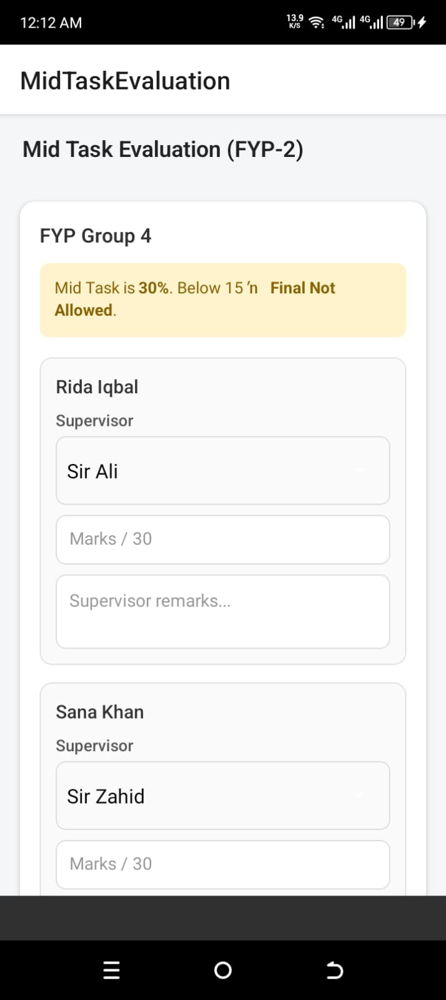 12:12 AM
13.9 K/S 4G 4G 49
MidTaskEvaluation
Mid Task Evaluation (FYP-2)
FYP Group 4
Mid Task is 30%. Below 15 ՚n Final Not
Allowed.
Rida Iqbal
Supervisor
Sir Ali
Marks / 30
Supervisor remarks...
Sana Khan
Supervisor
Sir Zahid
Marks / 30